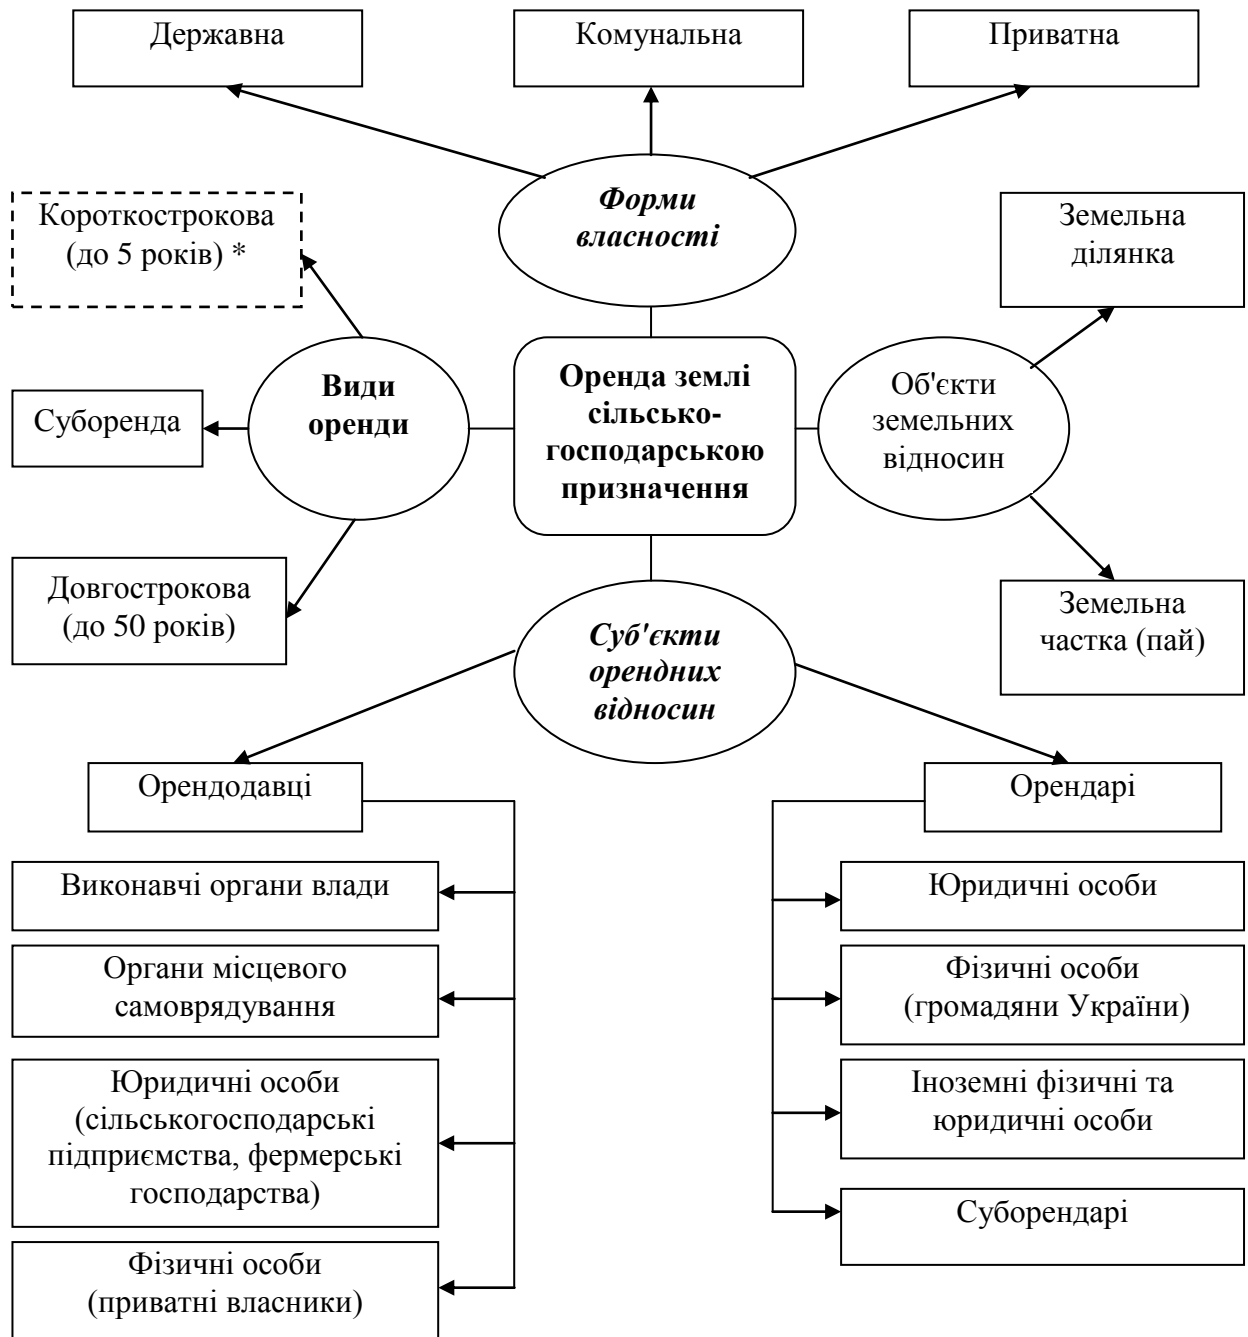 Державна
Комунальна
Приватна
Форми
власності
Короткострокова
(до 5 років) *
Земельна
ділянка
Види
оренди
Оренда землі
сільсько-
господарською
призначення
Об'єкти
земельних
відносин
Суборенда
Довгострокова
(до 50 років)
Земельна
частка (пай)
Суб'єкти
орендних
відносин
Орендодавці
Орендарі
Виконавчі органи влади
Органи місцевого
самоврядування
Юридичні особи
(сільськогосподарські
підприємства, фермерські
господарства)
Фізичні особи
(приватні власники)
Юридичні особи
Фізичні особи
(громадяни України)
Іноземні фізичні та
юридичні особи
Суборендарі